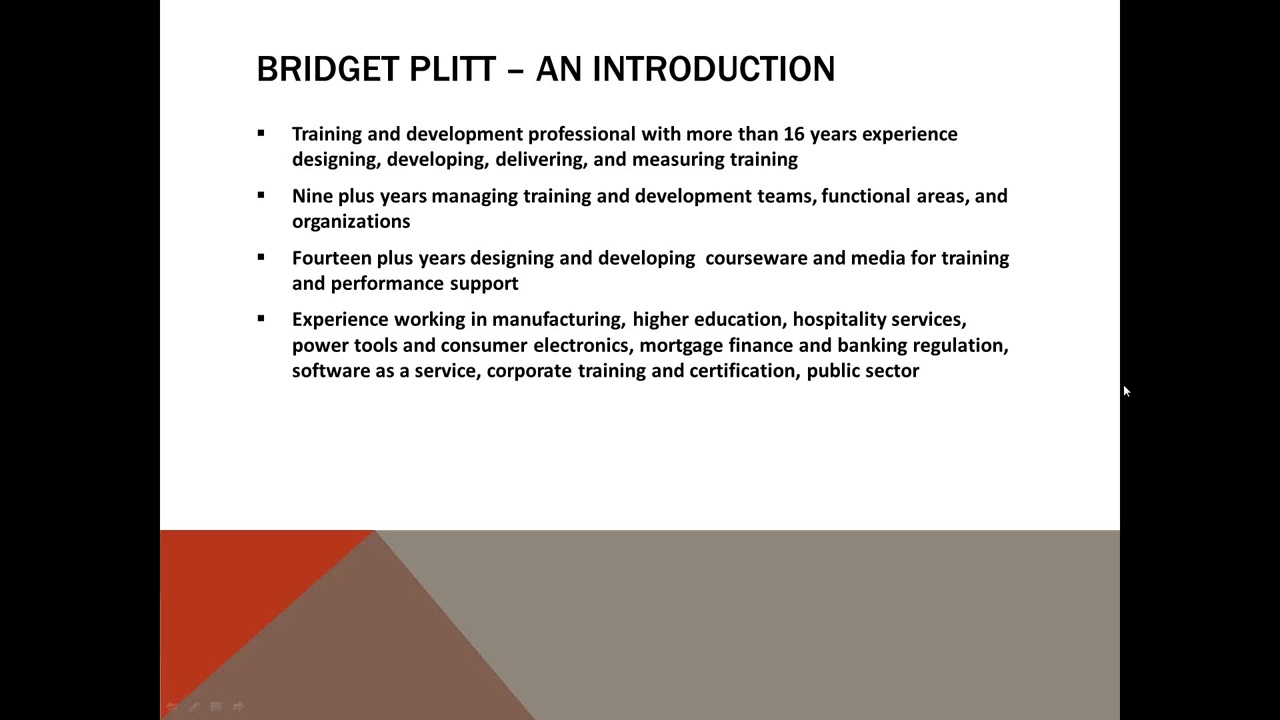 BRIDGET PLITT – AN INTRODUCTION
▪ Training and development professional with more than 16 years experience
designing, developing, delivering, and measuring training
▪ Nine plus years managing training and development teams, functional areas, and
organizations
▪ Fourteen plus years designing and developing  courseware and media for training
and performance support
▪ Experience working in manufacturing, higher education, hospitality services,
power tools and consumer electronics, mortgage finance and banking regulation,
software as a service, corporate training and certification, public sector